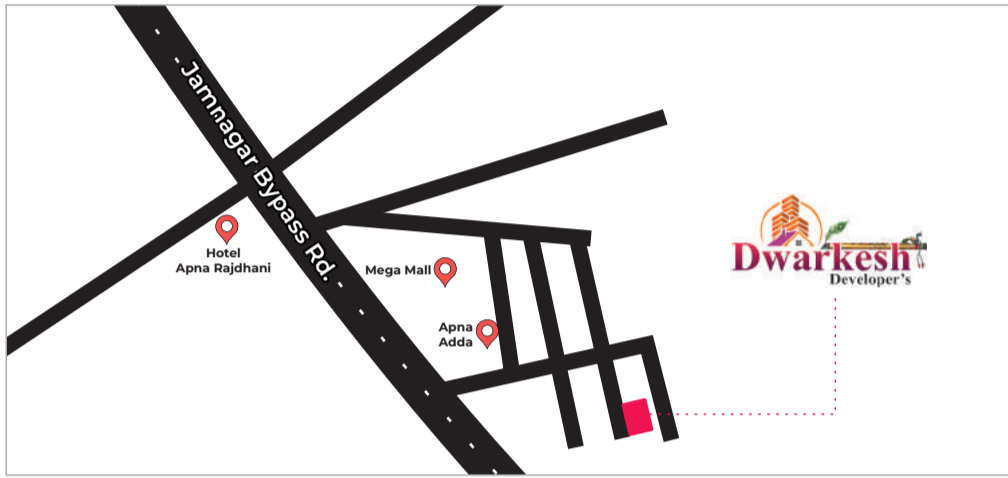 Jamnagar Bypass Rd.
Hotel
Apna Rajdhani
Mega Mall
Apna
Adda
Dwarkesh
Developer's